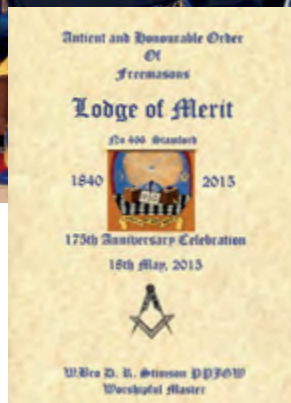 Antient and Honourable Order
Of
Freemasons
Lodge of Merit
No 466 Stamford
1840 2015
175th Anniversary Celebration
18th May, 2015
W.Bro D. R. Stimson PPJGW
Worshipful Master